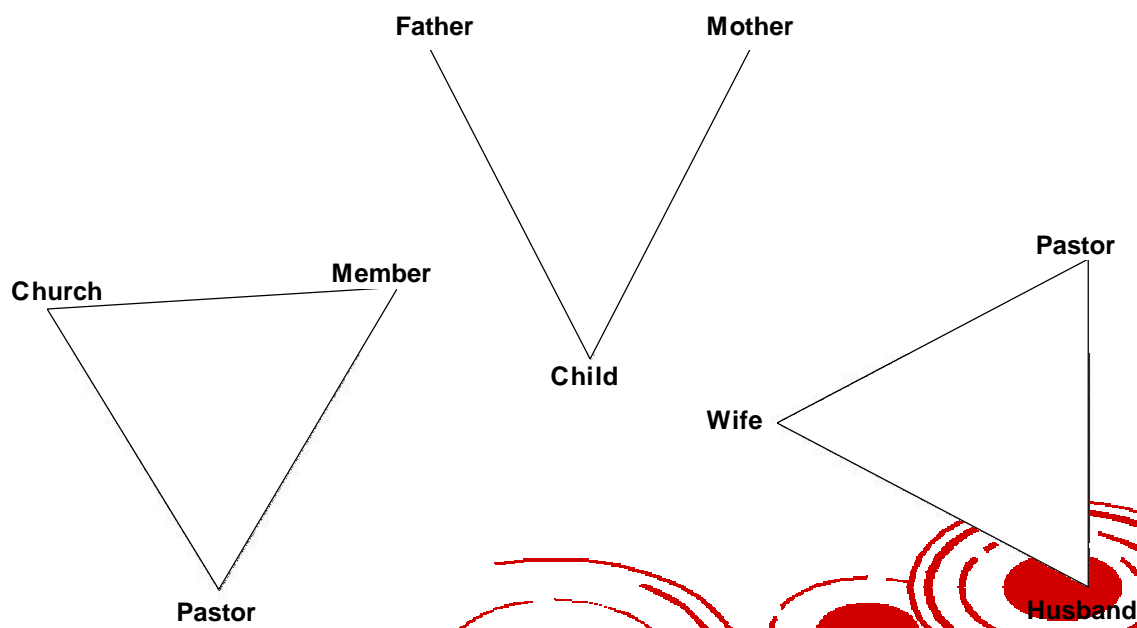 Father
Mother
Pastor
Member
Church
Child
Wife
Husband
Pastor